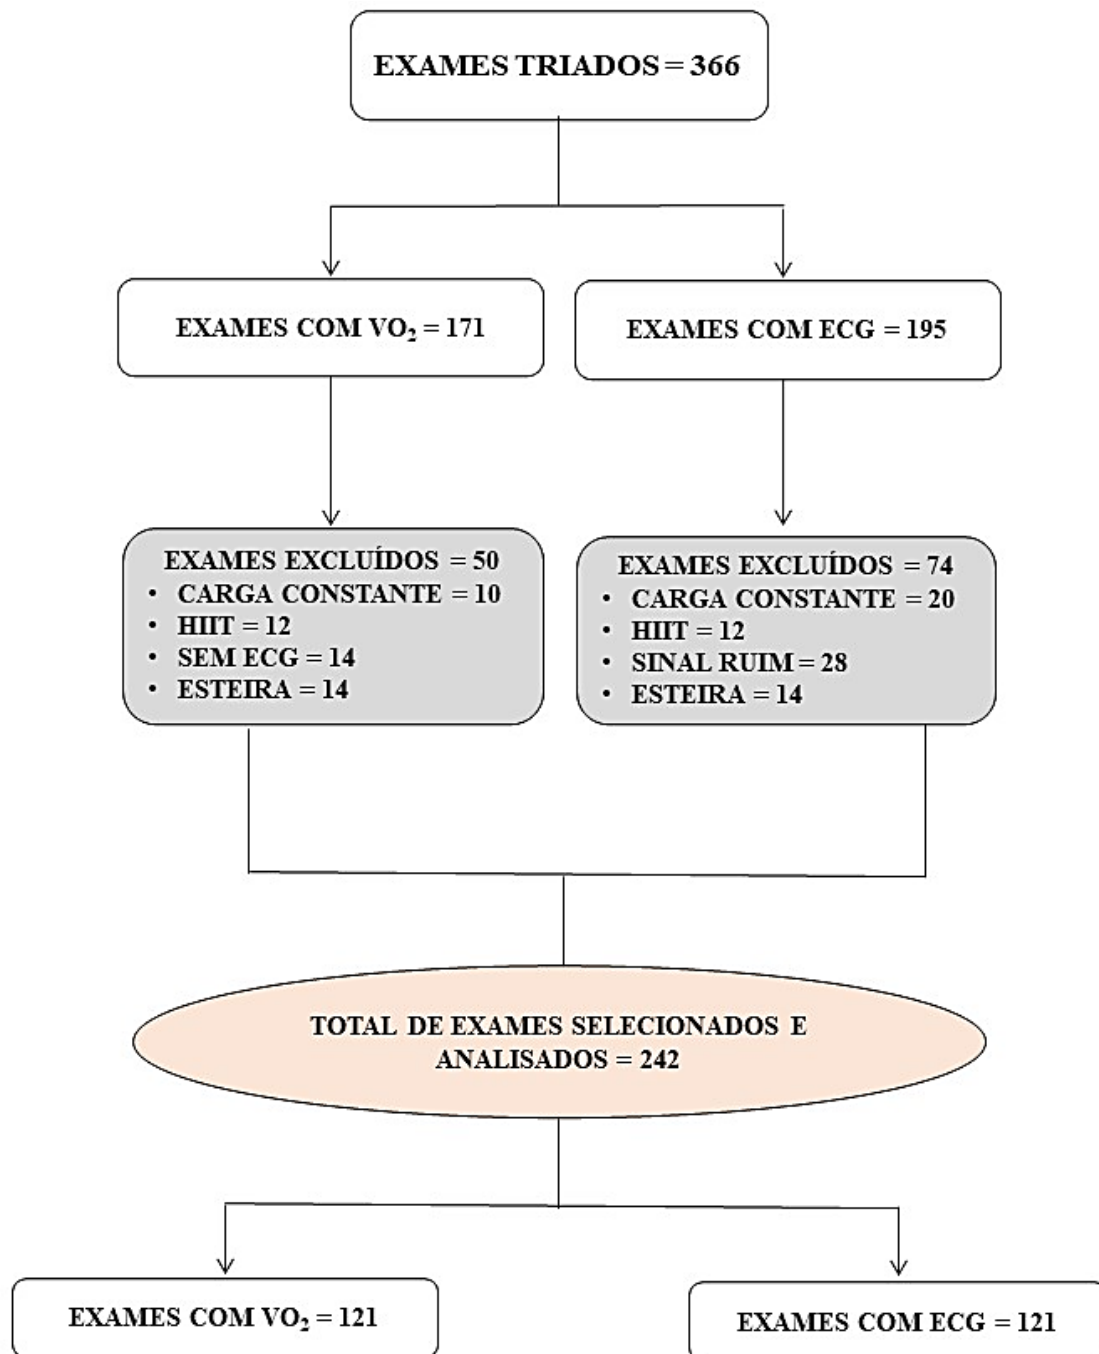 EXAMES TRIADOS = 366
EXAMES COM VO₂ = 171
EXAMES COM ECG = 195
EXAMES EXCLUÍDOS = 50
• CARGA CONSTANTE = 10
• HIIT = 12
• SEM ECG = 14
• ESTEIRA = 14
EXAMES EXCLUÍDOS = 74
• CARGA CONSTANTE = 20
• HIIT = 12
• SINAL RUIM = 28
• ESTEIRA = 14
TOTAL DE EXAMES SELECIONADOS E
ANALISADOS = 242
EXAMES COM VO₂ = 121
EXAMES COM ECG = 121